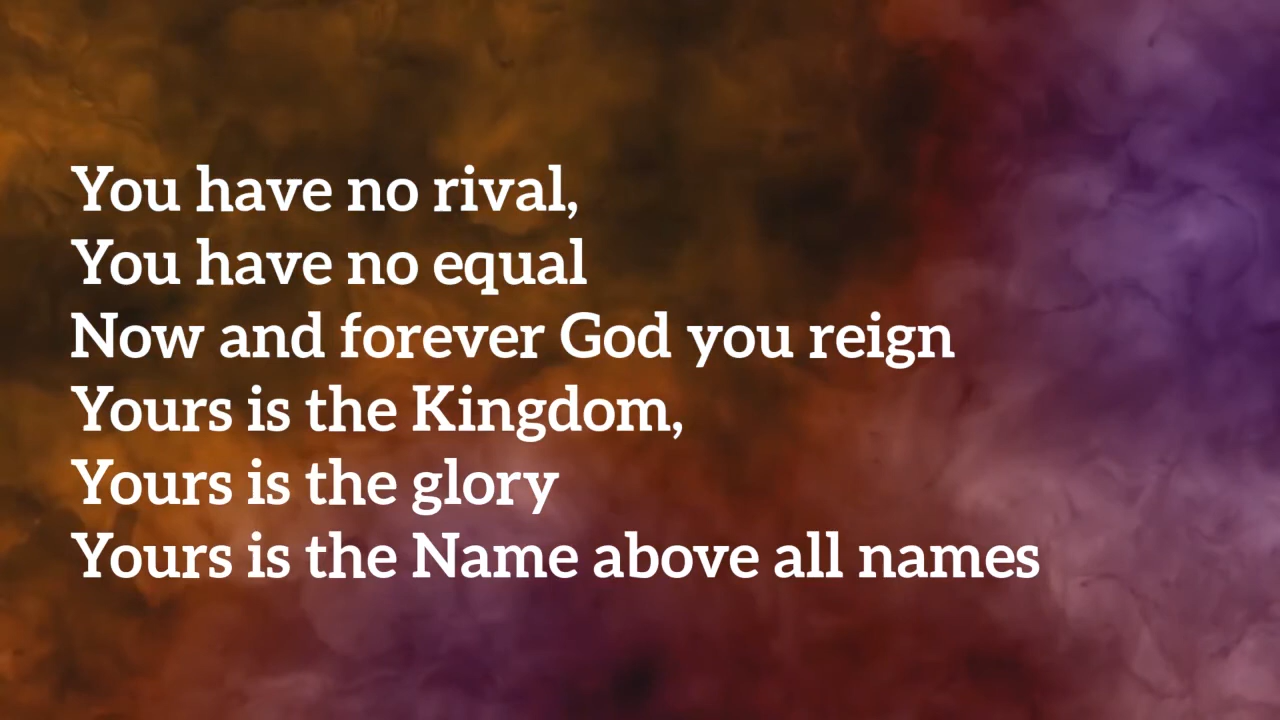 You have no rival,
You have no equal
Now and forever God you reign
Yours is the Kingdom,
Yours is the glory
Yours is the Name above all names